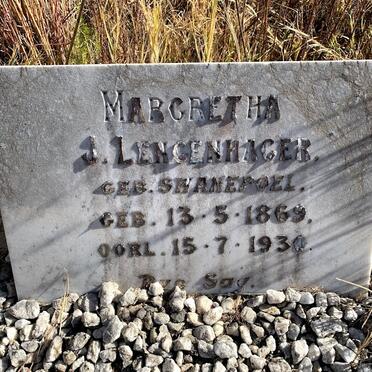 MARGRETHA
J. LENGENHAGER.
GEB. SWANEPOEL.
GEB. 13-5-1869.
OORL. 15-7-1930.